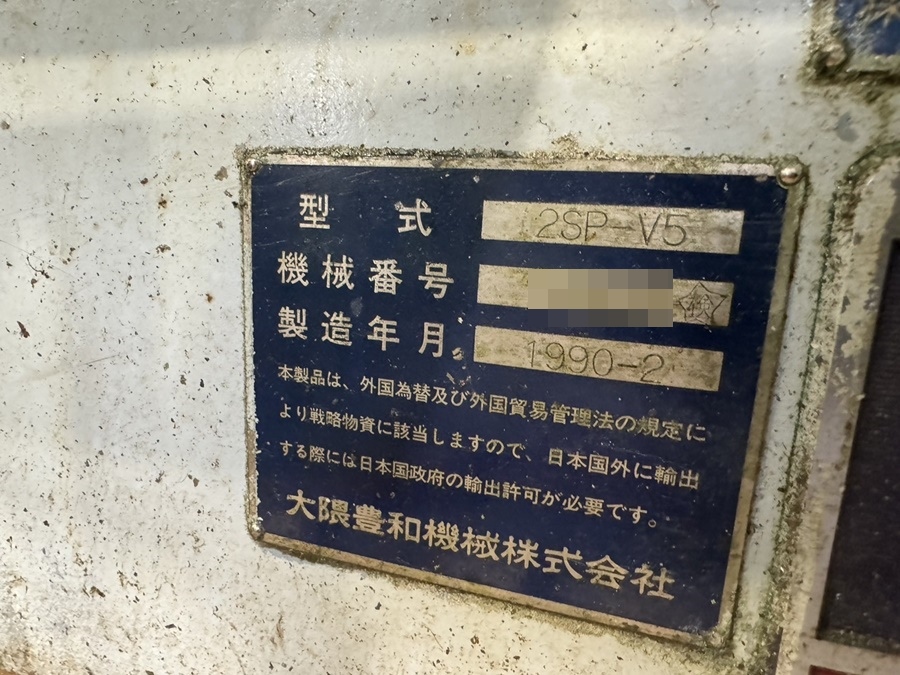 型 式 2SP-V5
機械番号 検
製造年月 1990-2
本製品は、外国為替及び外国貿易管理法の規定に
より戦略物資に該当しますので、日本国外に輸出
する際には日本国政府の輸出許可が必要です。
大隈豊和機械株式会社